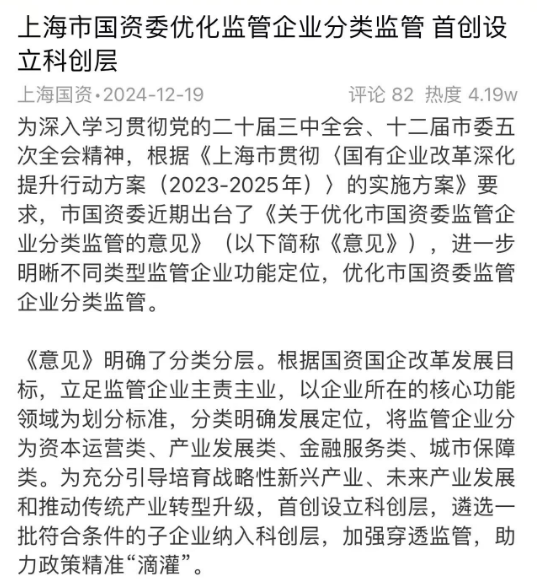 上海市国资委优化监管企业分类监管 首创设
立科创层
上海国资•2024-12-19 评论 82 热度 4.19w
为深入学习贯彻党的二十届三中全会、十二届市委五
次全会精神，根据《上海市贯彻〈国有企业改革深化
提升行动方案（2023-2025年）〉的实施方案》要
求，市国资委近期出台了《关于优化市国资委监管企
业分类监管的意见》（以下简称《意见》），进一步
明晰不同类型监管企业功能定位，优化市国资委监管
企业分类监管。
《意见》明确了分类分层。根据国资国企改革发展目
标，立足监管企业主责主业，以企业所在的核心功能
领域为划分标准，分类明确发展定位，将监管企业分
为资本运营类、产业发展类、金融服务类、城市保障
类。为充分引导培育战略性新兴产业、未来产业发展
和推动传统产业转型升级，首创设立科创层，遴选一
批符合条件的子企业纳入科创层，加强穿透监管，助
力政策精准“滴灌”。